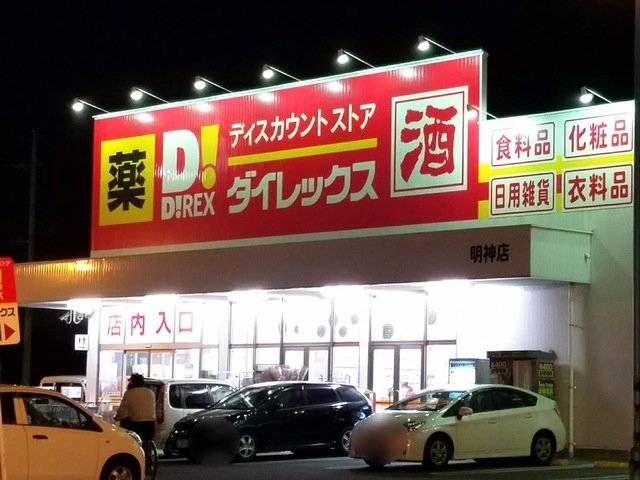 薬
D!
D!REX
ディスカウントストア
ダイレックス
酒
食料品
化粧品
日用雑貨
衣料品
明神店
店内入口